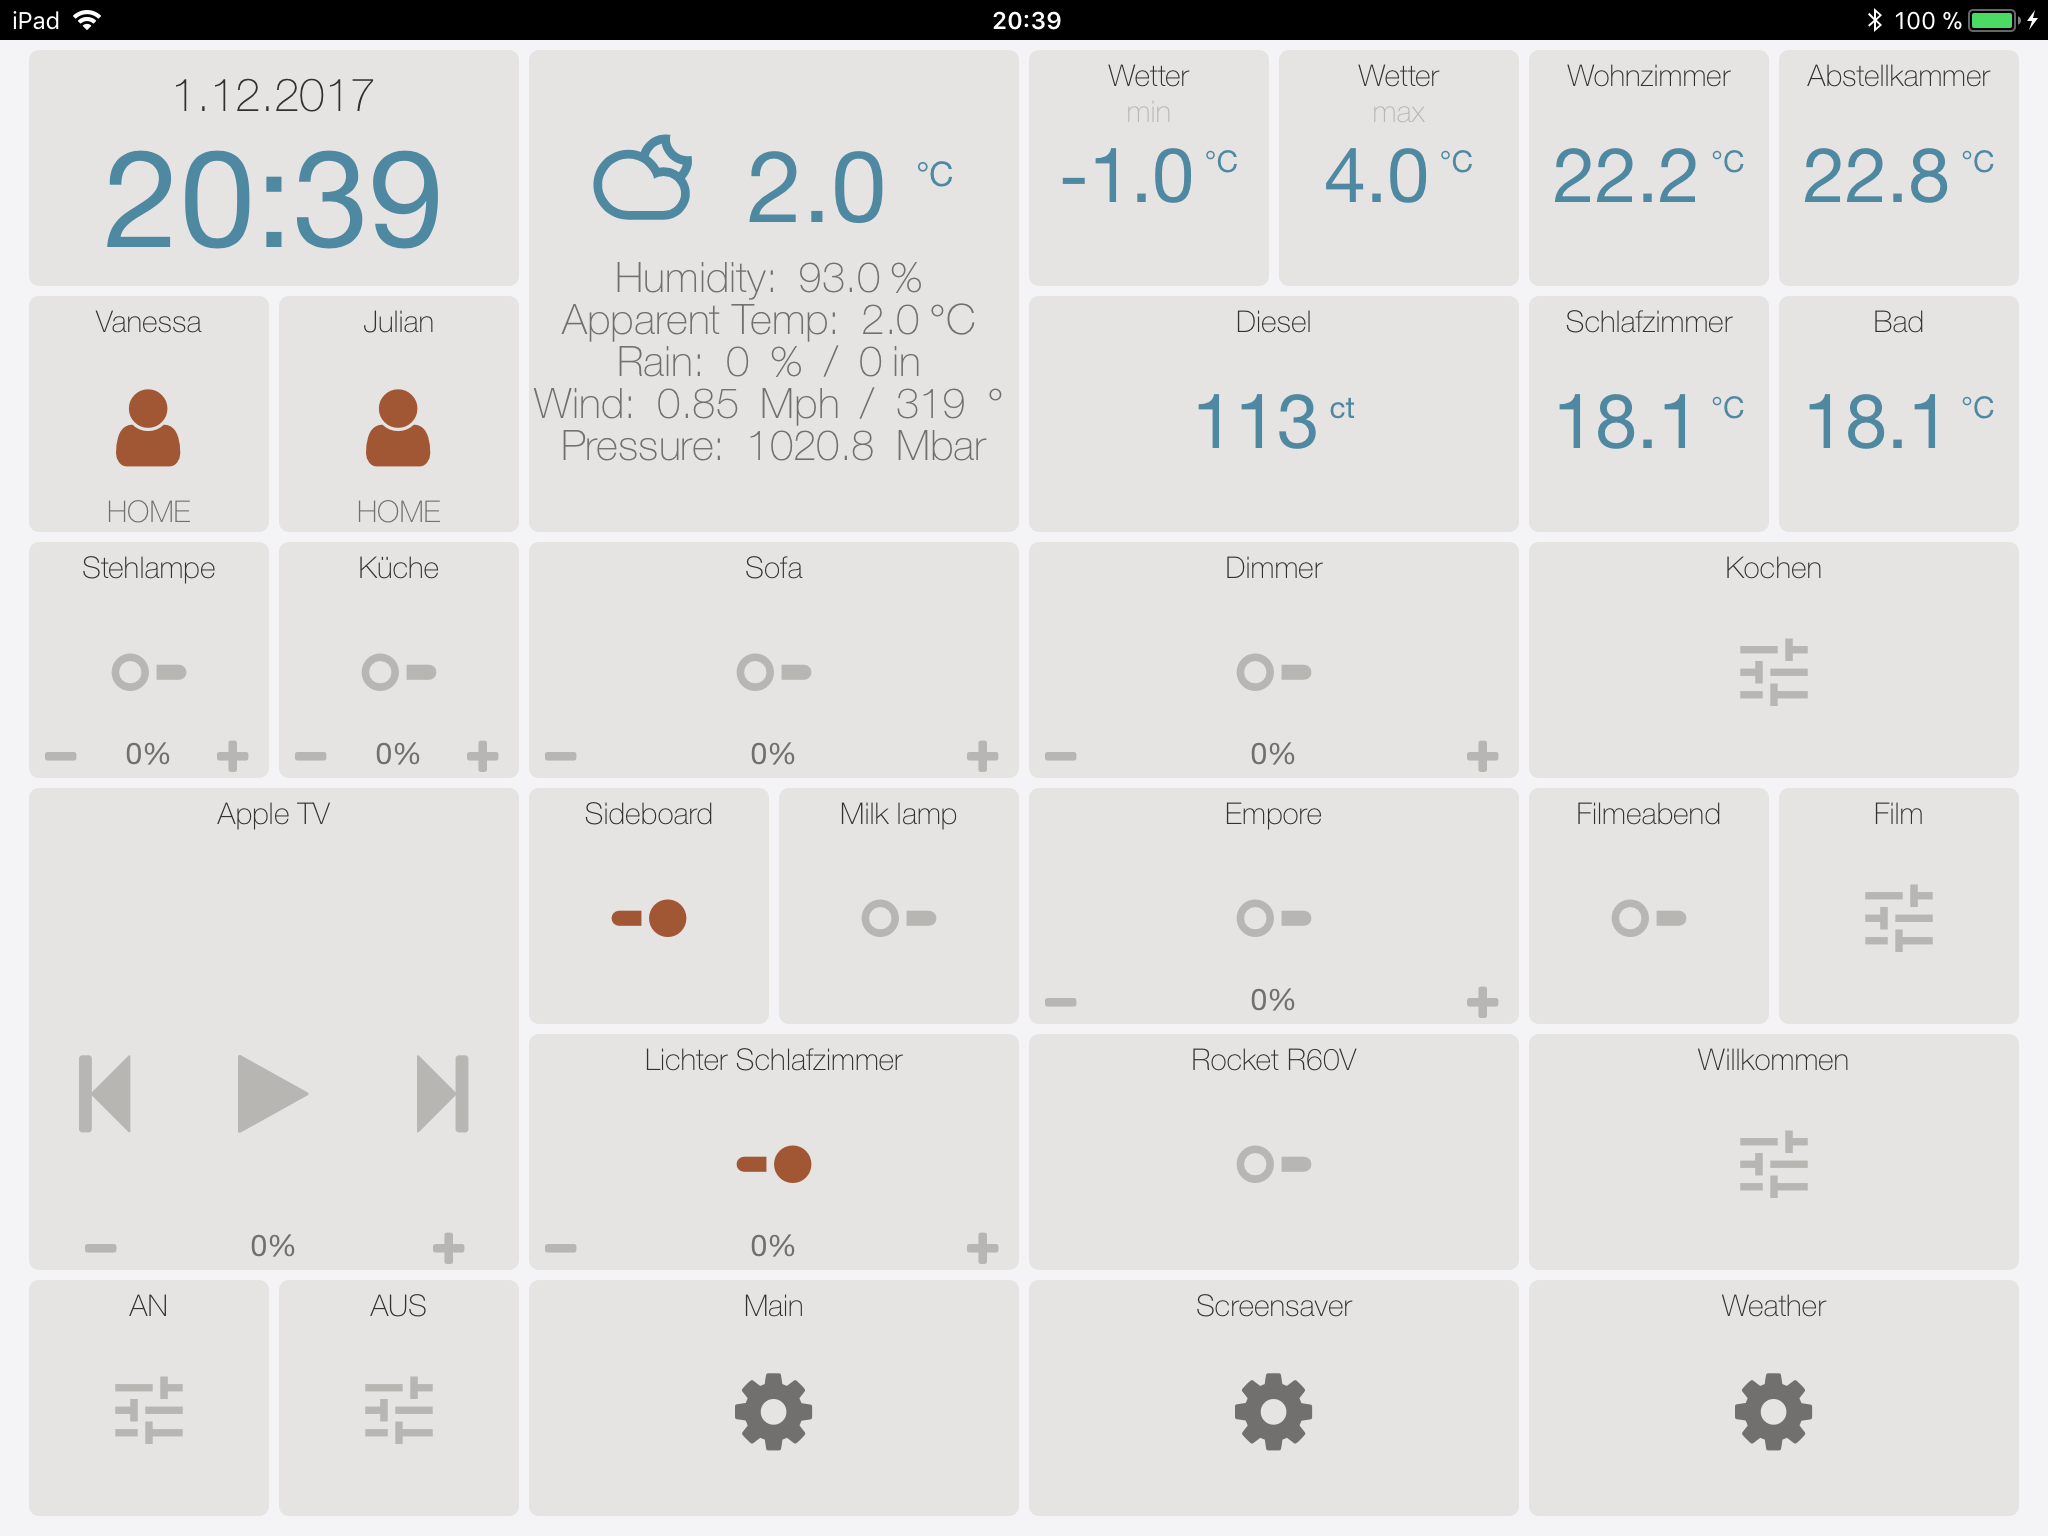 iPad 20:39 100 %
1.12.2017
20:39
2.0 °C
Humidity: 93.0 %
Apparent Temp: 2.0 °C
Rain: 0 % / 0 in
Wind: 0.85 Mph / 319 °
Pressure: 1020.8 Mbar
Wetter
min
-1.0 °C
Wetter
max
4.0 °C
Wohnzimmer
22.2 °C
Abstellkammer
22.8 °C
Vanessa
HOME
Julian
HOME
Diesel
113 ct
Schlafzimmer
18.1 °C
Bad
18.1 °C
Stehlampe
0%
Küche
0%
Sofa
0%
Dimmer
0%
Kochen
Apple TV
0%
Sideboard
Milk lamp
Empore
0%
Filmeabend
Film
Lichter Schlafzimmer
0%
Rocket R60V
Willkommen
AN
AUS
Main
Screensaver
Weather